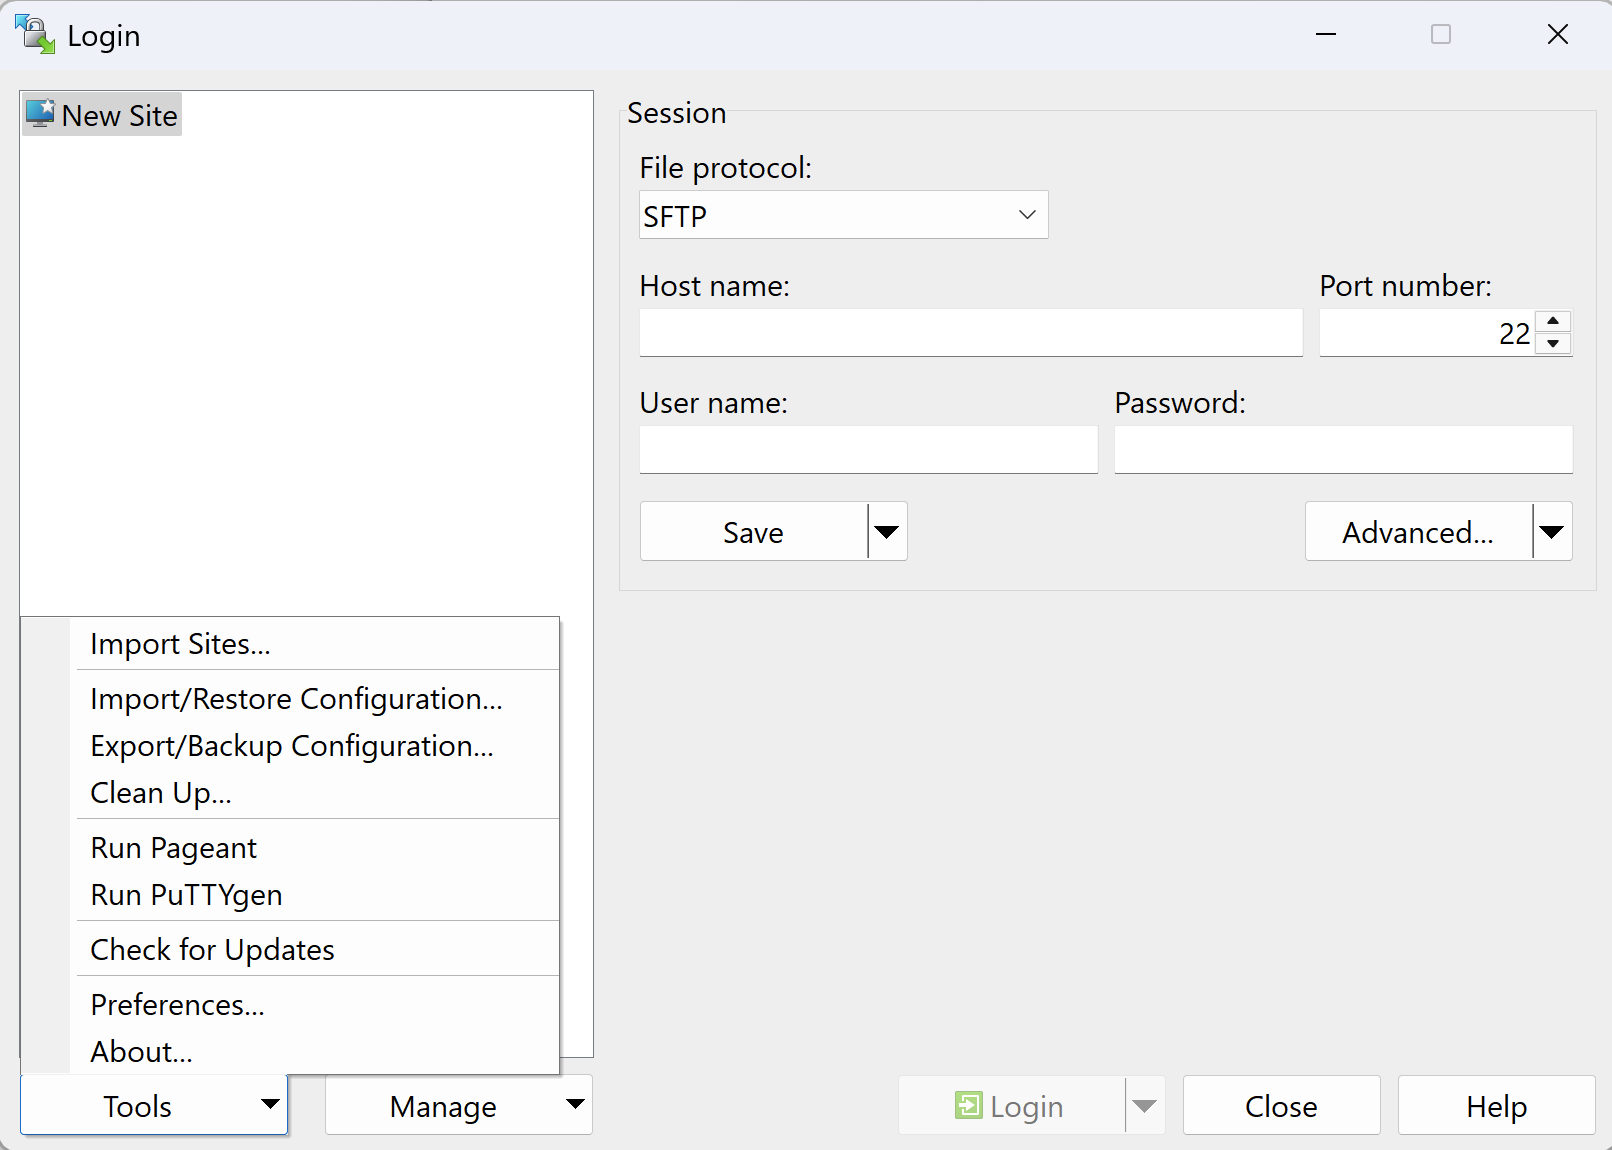 Login
New Site
Session
File protocol:
SFTP
Host name:
Port number:
22
User name:
Password:
Save
Advanced...
Import Sites...
Import/Restore Configuration...
Export/Backup Configuration...
Clean Up...
Run Pageant
Run PuTTYgen
Check for Updates
Preferences...
About...
Tools
Manage
Login
Close
Help